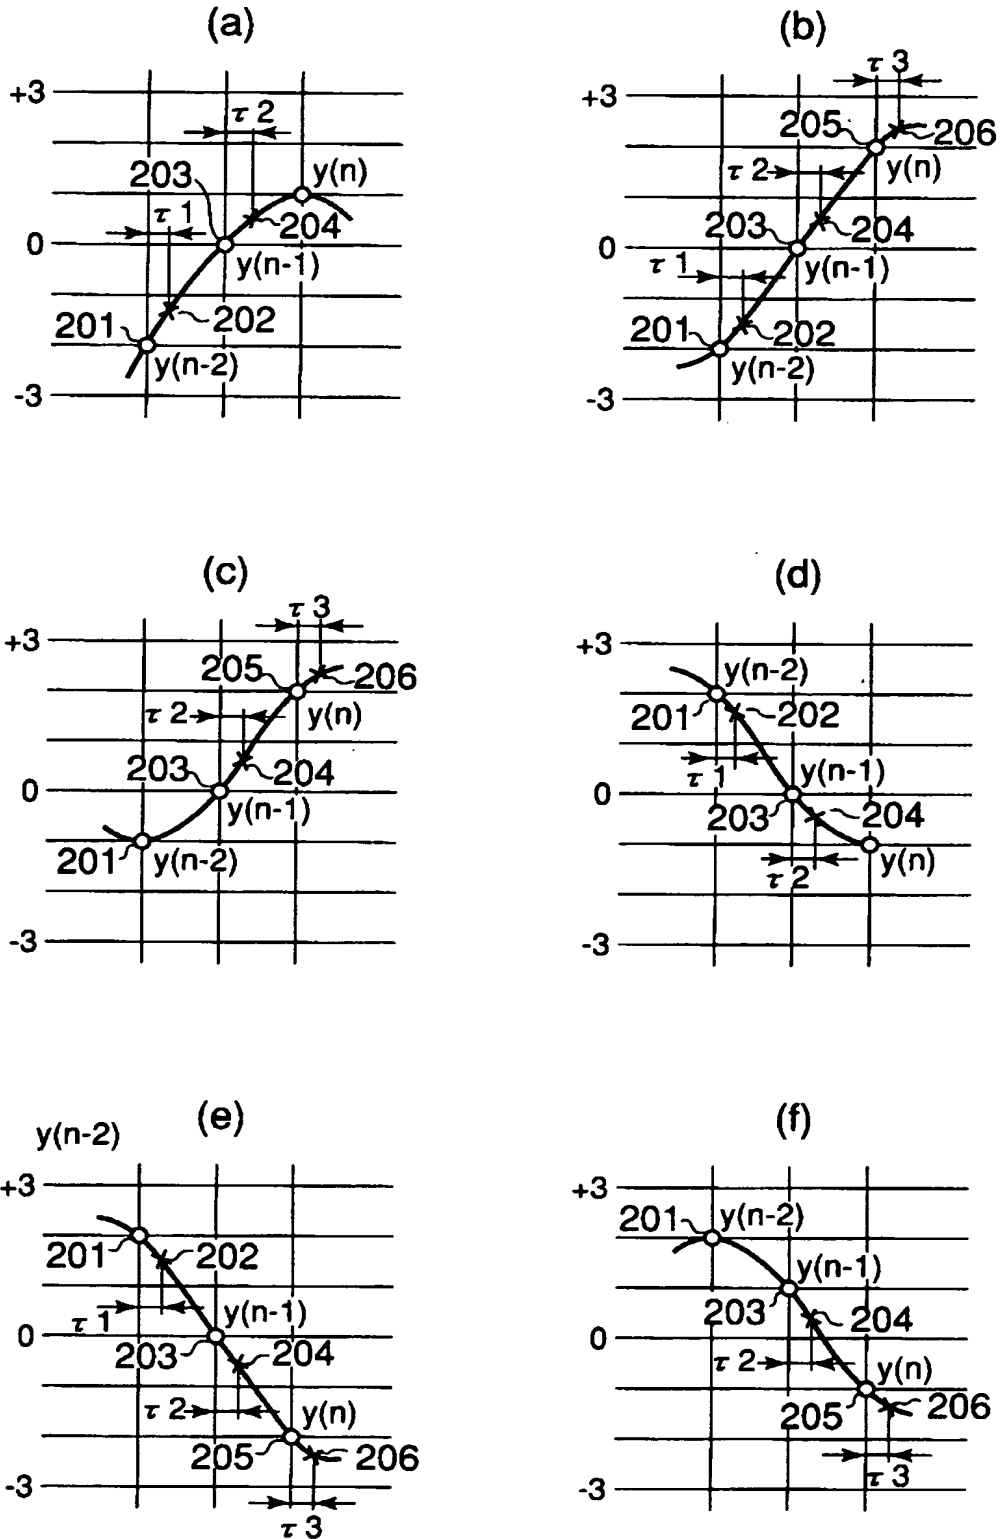 (a)
+3
τ 2
203
y(n)
τ 1
204
0
y(n-1)
201
202
y(n-2)
-3
(b)
τ 3
+3
205
206
τ 2
y(n)
203
204
0
y(n-1)
τ 1
201
202
y(n-2)
-3
(c)
τ 3
+3
205
206
τ 2
y(n)
203
204
0
y(n-1)
201
y(n-2)
-3
(d)
+3
y(n-2)
201
202
y(n-1)
τ 1
0
203
204
τ 2
y(n)
-3
(e)
y(n-2)
+3
201
202
τ 1
y(n-1)
0
203
204
τ 2
y(n)
205
206
-3
τ 3
(f)
+3
201
y(n-2)
y(n-1)
203
204
0
τ 2
y(n)
205
206
τ 3
-3